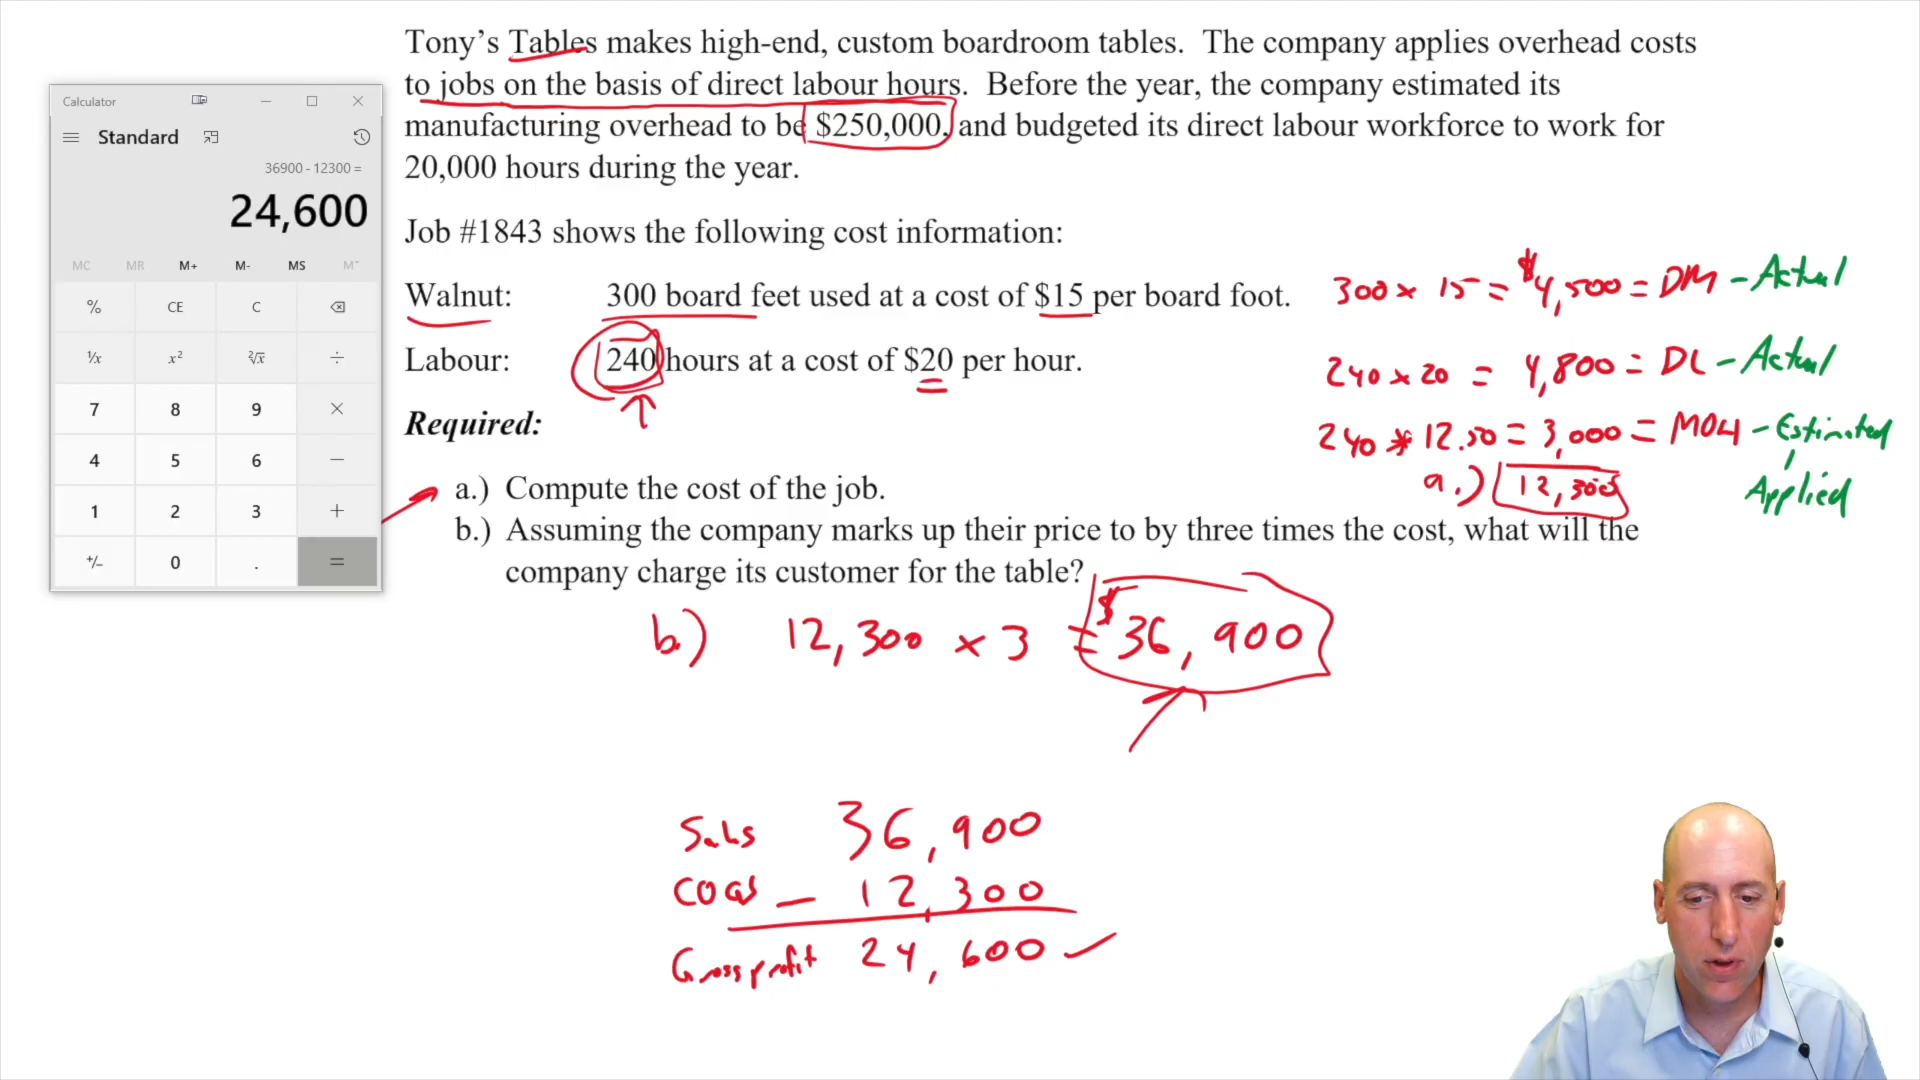 Tony's Tables makes high-end, custom boardroom tables. The company applies overhead costs
to jobs on the basis of direct labour hours. Before the year, the company estimated its
manufacturing overhead to be $250,000, and budgeted its direct labour workforce to work for
20,000 hours during the year.
Calculator
Standard
36900 - 12300 =
24,600
MC MR M+ M- MS M˅
% CE C
¹/x x² ²√x ÷
7 8 9 ×
4 5 6 −
1 2 3 +
+/− 0 . =
Job #1843 shows the following cost information:
Walnut: 300 board feet used at a cost of $15 per board foot.
300 x 15 = $4,500 = DM - Actual
Labour: 240 hours at a cost of $20 per hour.
240 x 20 = 4,800 = DL - Actual
Required:
240 * 12.50 = 3,000 = MOH - Estimated
Applied
a.) 12,300
a.) Compute the cost of the job.
b.) Assuming the company marks up their price to by three times the cost, what will the
company charge its customer for the table?
b.) 12,300 x 3 = $36,900
Sales 36,900
COGS - 12,300
Gross profit 24,600